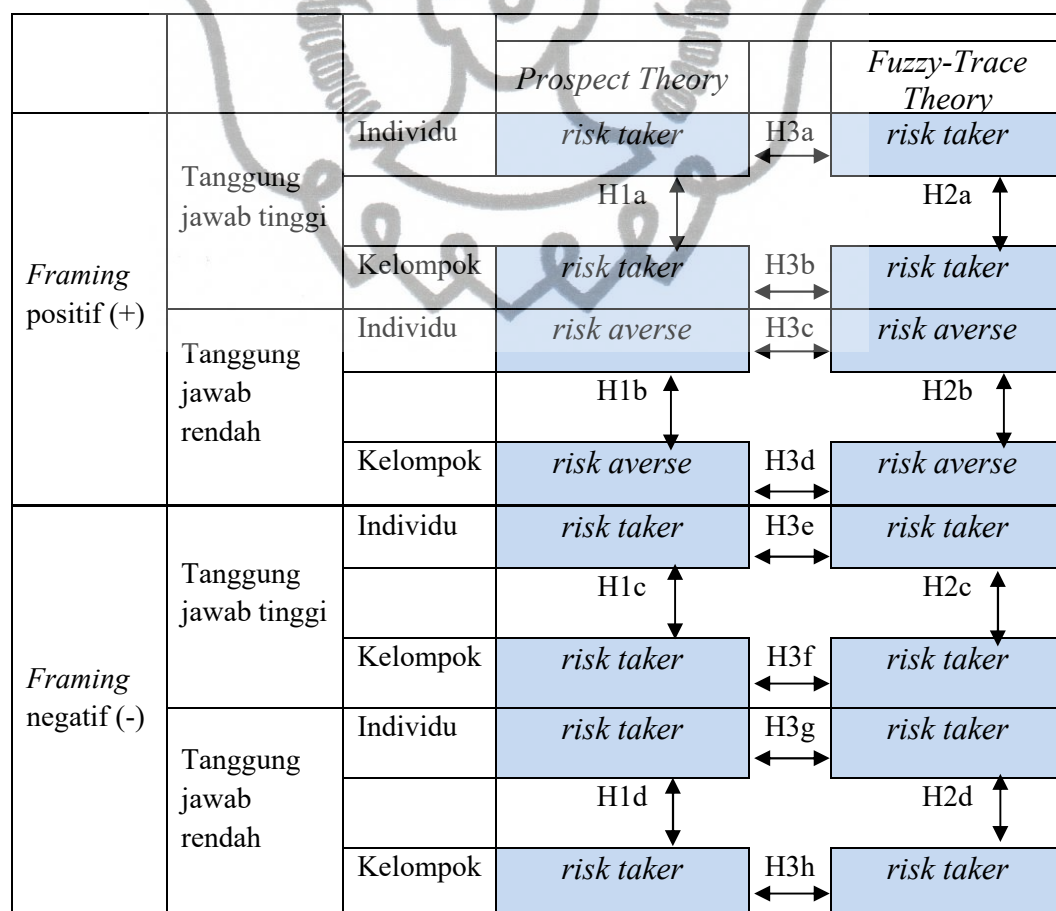 Prospect Theory
Fuzzy-Trace
Theory
Framing
positif (+)
Tanggung
jawab tinggi
Individu
risk taker
H3a
risk taker
H1a
H2a
Kelompok
risk taker
H3b
risk taker
Tanggung
jawab
rendah
Individu
risk averse
H3c
risk averse
H1b
H2b
Kelompok
risk averse
H3d
risk averse
Framing
negatif (-)
Tanggung
jawab tinggi
Individu
risk taker
H3e
risk taker
H1c
H2c
Kelompok
risk taker
H3f
risk taker
Tanggung
jawab
rendah
Individu
risk taker
H3g
risk taker
H1d
H2d
Kelompok
risk taker
H3h
risk taker